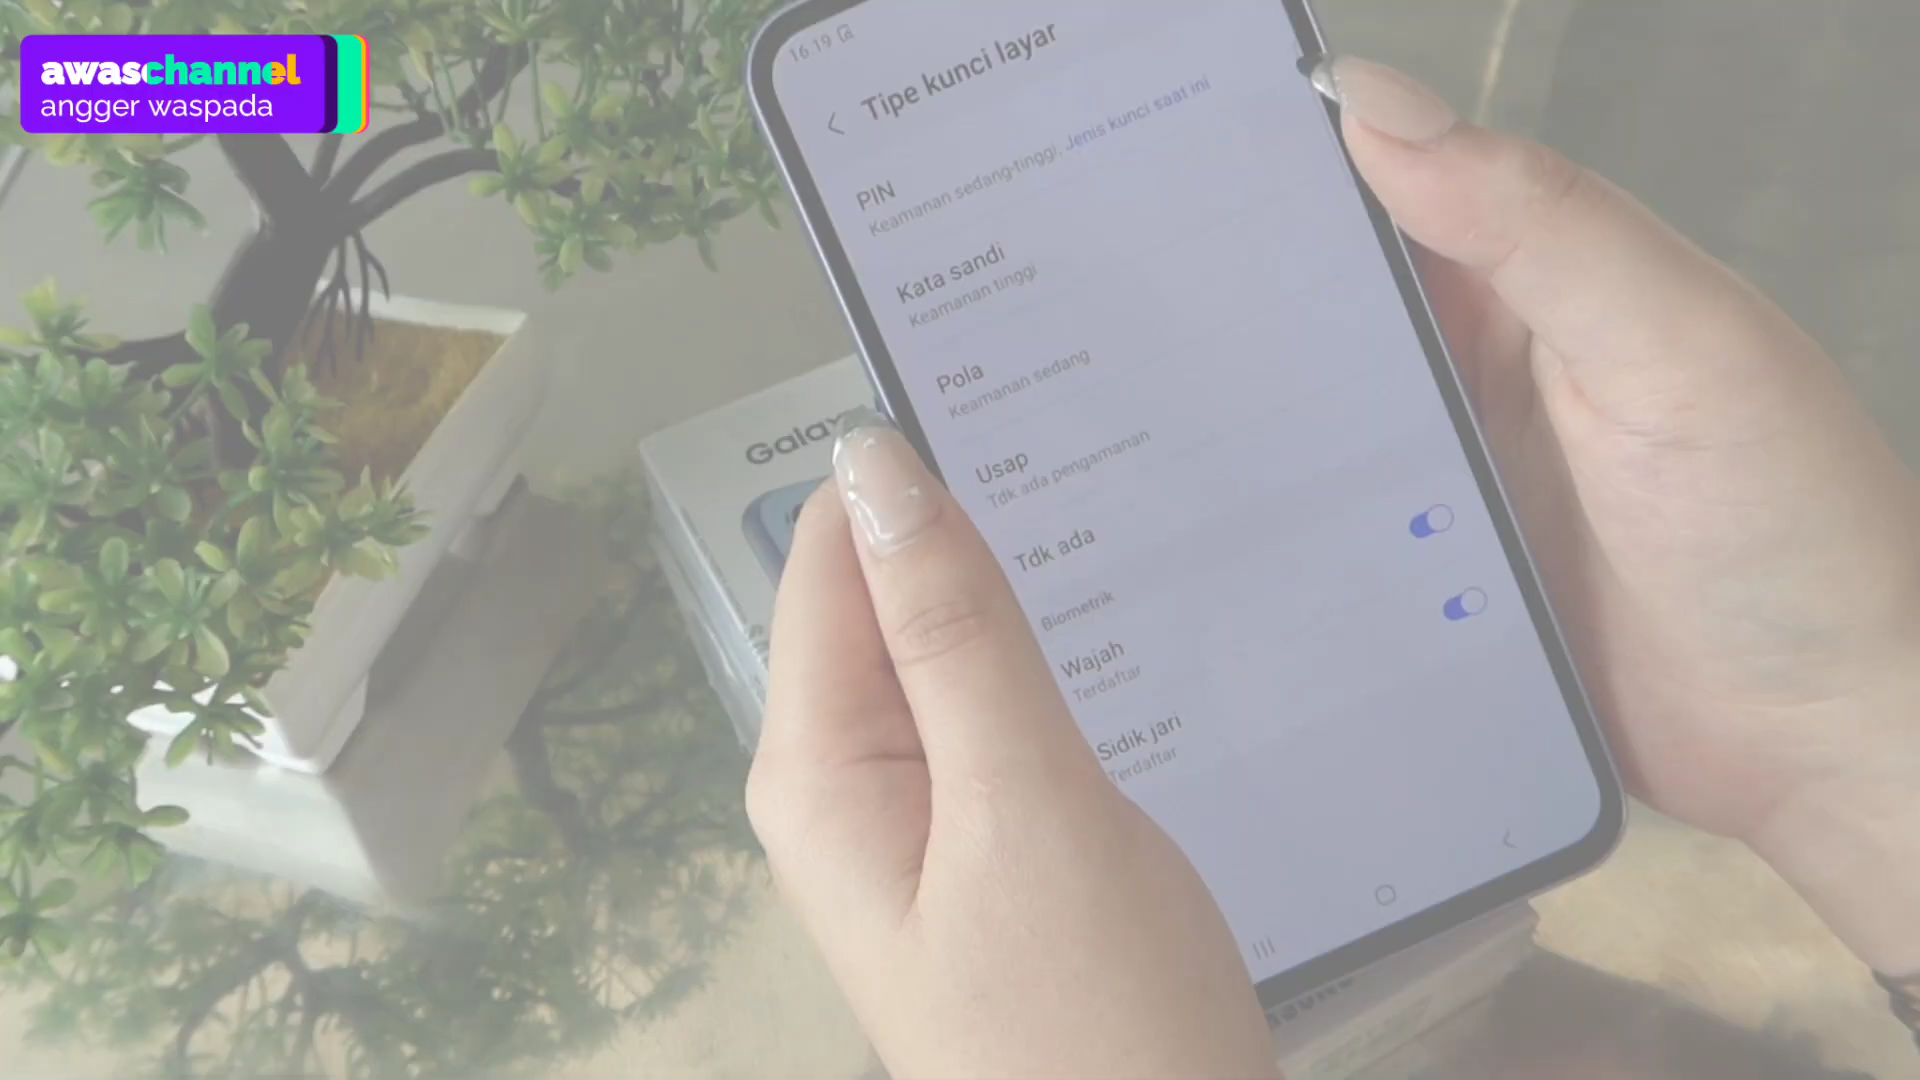 awaschannel
angger waspada
16.19
Tipe kunci layar
PIN
Keamanan sedang-tinggi, Jenis kunci saat ini
Kata sandi
Keamanan tinggi
Pola
Keamanan sedang
Usap
Tdk ada pengamanan
Tdk ada
Biometrik
Wajah
Terdaftar
Sidik jari
Terdaftar